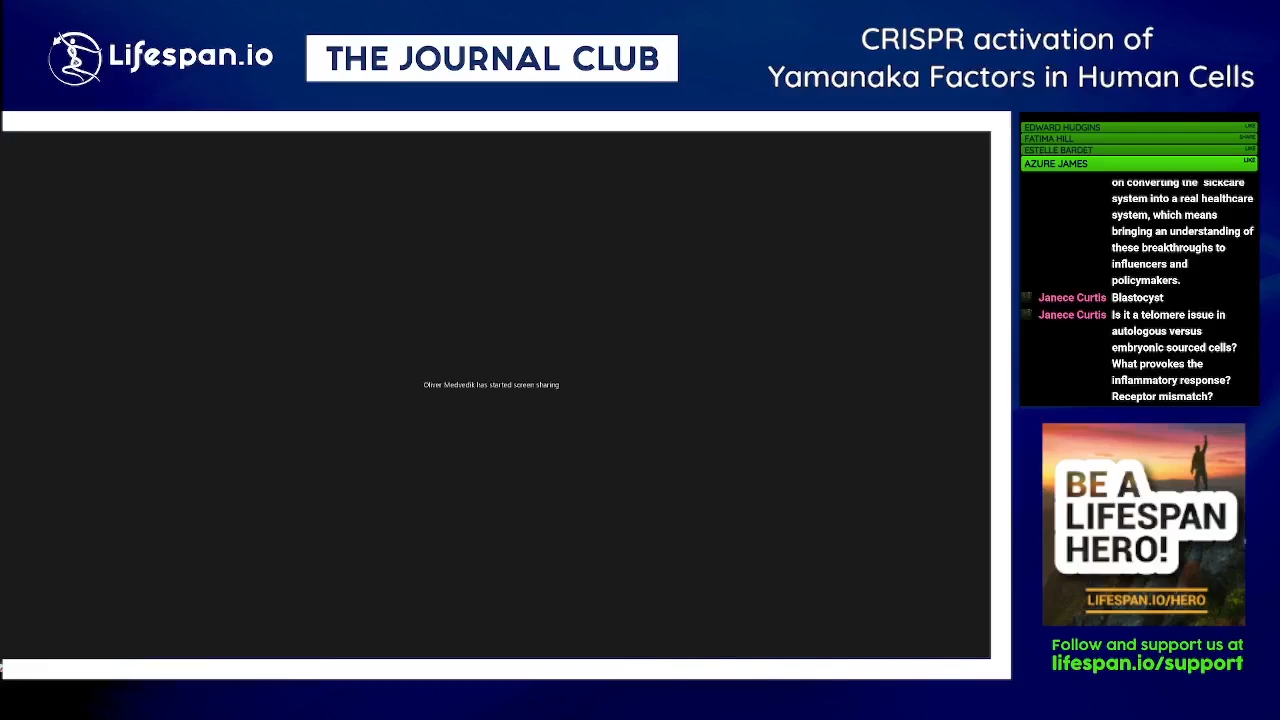 Lifespan.io
THE JOURNAL CLUB
CRISPR activation of
Yamanaka Factors in Human Cells
Oliver Medvedik has started screen sharing
EDWARD HUDGINS LIKE
FATIMA HILL SHARE
ESTELLE BARDET LIKE
AZURE JAMES LIKE
on converting the "sickcare
system into a real healthcare
system, which means
bringing an understanding of
these breakthroughs to
influencers and
policymakers.
Janece Curtis Blastocyst
Janece Curtis Is it a telomere issue in
autologous versus
embryonic sourced cells?
What provokes the
inflammatory response?
Receptor mismatch?
BE A
LIFESPAN
HERO!
LIFESPAN.IO/HERO
Follow and support us at
lifespan.io/support